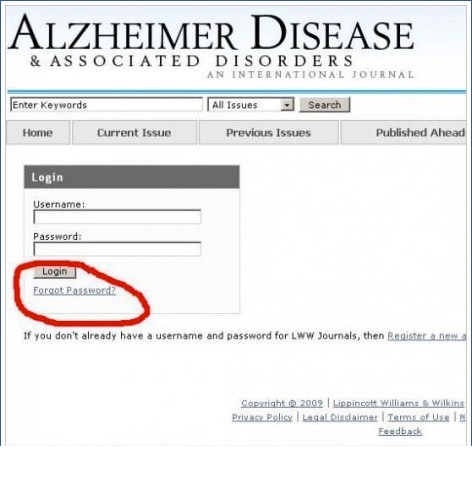 ALZHEIMER DISEASE
& ASSOCIATED DISORDERS
AN INTERNATIONAL JOURNAL
Enter Keywords All Issues Search
Home Current Issue Previous Issues Published Ahead
Login
Username:
Password:
Login
Forgot Password?
If you don't already have a username and password for LWW Journals, then Register a new a
Copyright © 2009 | Lippincott Williams & Wilkins
Privacy Policy | Legal Disclaimer | Terms of Use |
Feedback